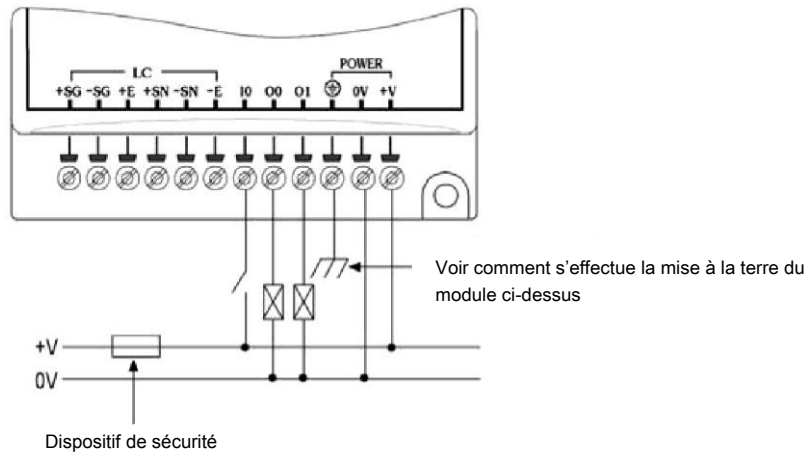 LC
POWER
+SG -SG +E +SN -SN -E I0 O0 O1 0V +V
Voir comment s'effectue la mise à la terre du
module ci-dessus
+V
0V
Dispositif de sécurité